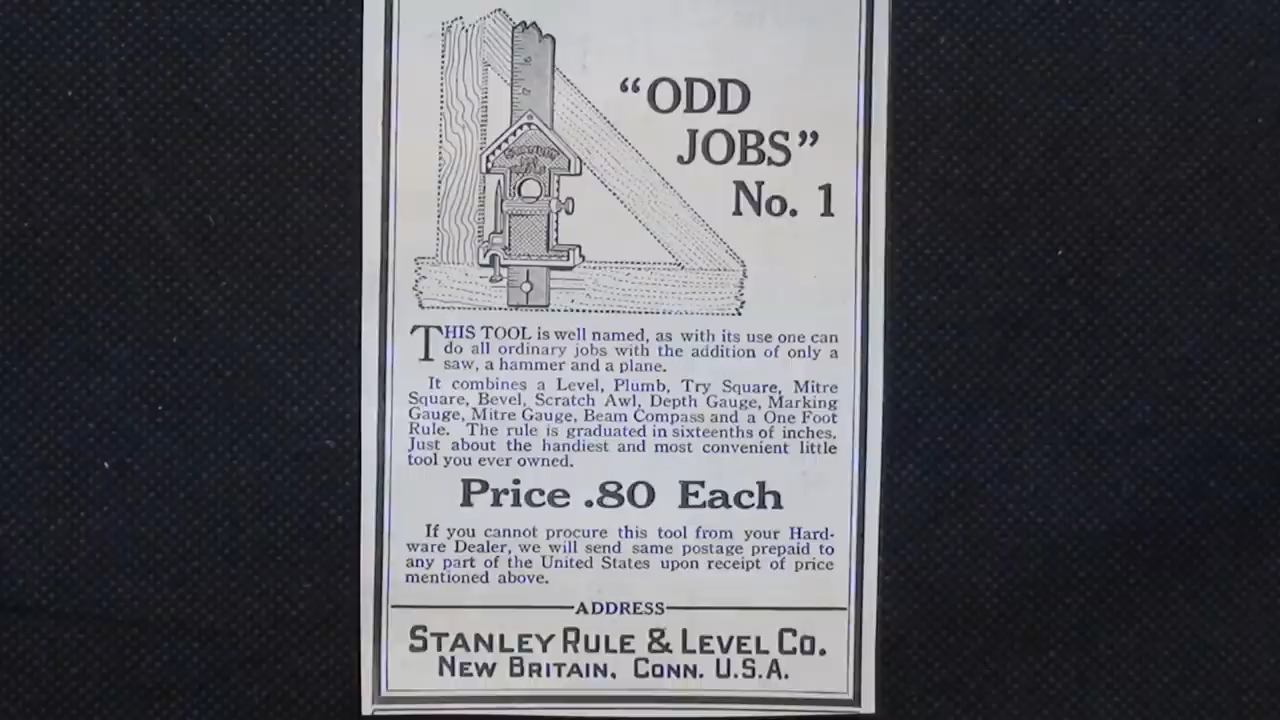 "ODD
JOBS"
No. 1
STANLEY
THIS TOOL is well named, as with its use one can
do all ordinary jobs with the addition of only a
saw, a hammer and a plane.
It combines a Level, Plumb, Try Square, Mitre
Square, Bevel, Scratch Awl, Depth Gauge, Marking
Gauge, Mitre Gauge, Beam Compass and a One Foot
Rule. The rule is graduated in sixteenths of inches.
Just about the handiest and most convenient little
tool you ever owned.
Price .80 Each
If you cannot procure this tool from your Hard-
ware Dealer, we will send same postage prepaid to
any part of the United States upon receipt of price
mentioned above.
ADDRESS
STANLEY RULE & LEVEL CO.
NEW BRITAIN, CONN. U.S.A.